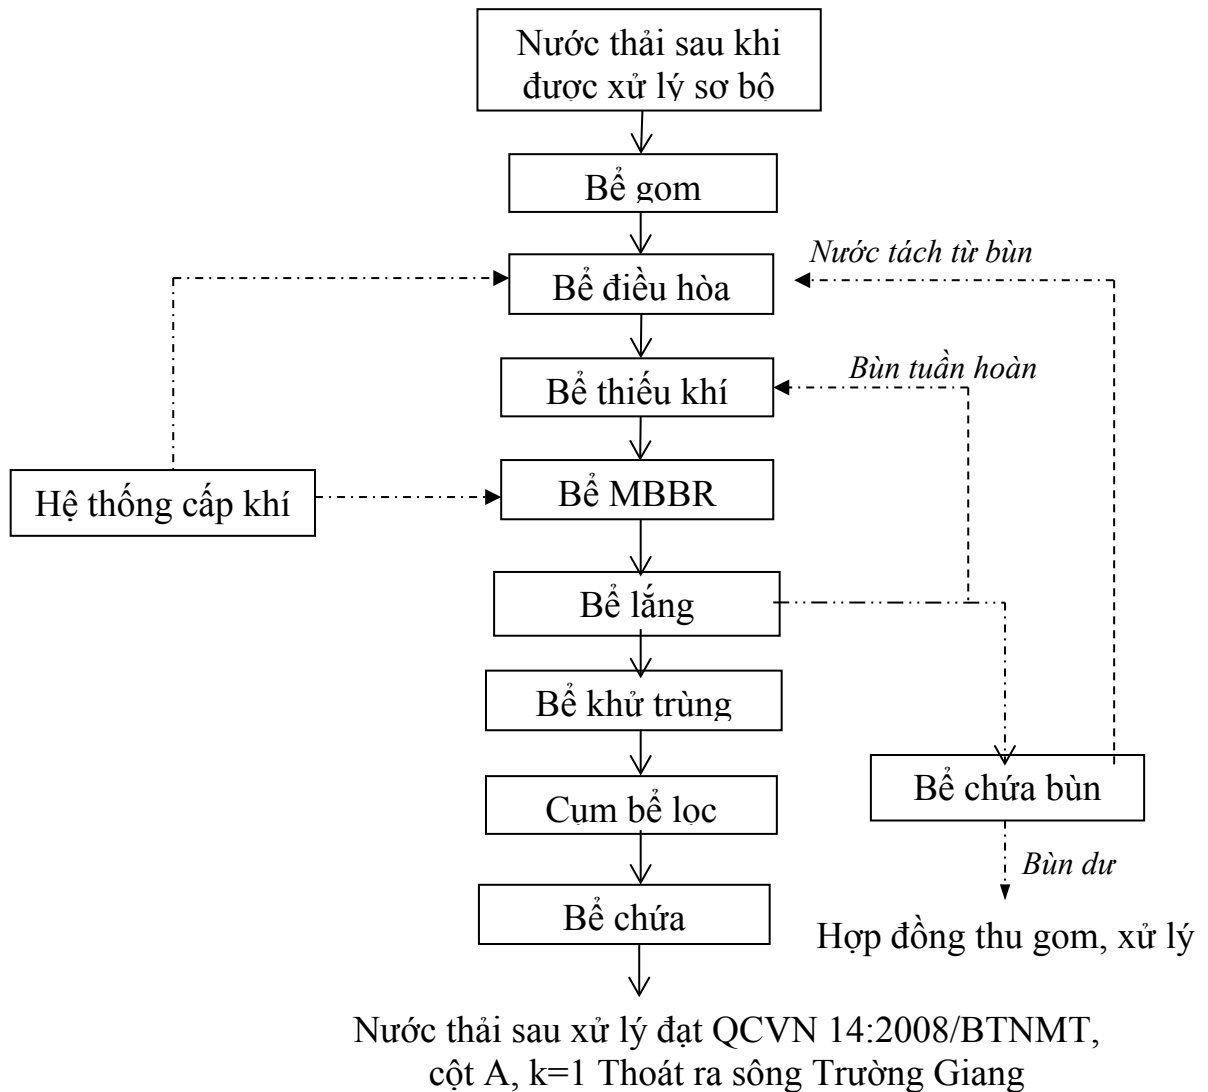 Nước thải sau khi
được xử lý sơ bộ
Bể gom
Nước tách từ bùn
Bể điều hòa
Bùn tuần hoàn
Bể thiếu khí
Bể MBBR
Hệ thống cấp khí
Bể lắng
Bể khử trùng
Bể chứa bùn
Cụm bể lọc
Bùn dư
Bể chứa
Hợp đồng thu gom, xử lý
Nước thải sau xử lý đạt QCVN 14:2008/BTNMT,
cột A, k=1 Thoát ra sông Trường Giang